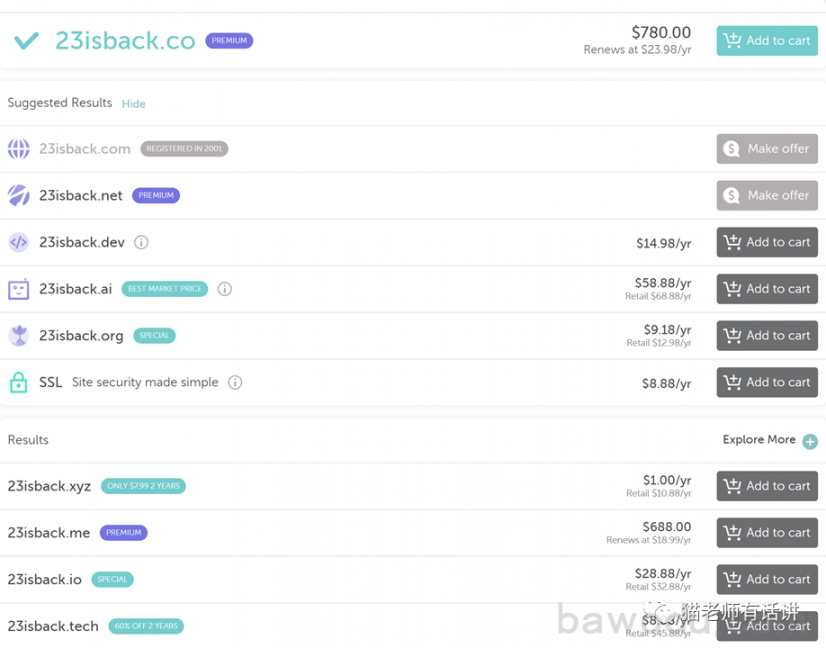 23isback.co PREMIUM $780.00 Add to cart
Renews at $23.98/yr
Suggested Results Hide
23isback.com REGISTERED IN 2001 Make offer
23isback.net PREMIUM Make offer
23isback.dev $14.98/yr Add to cart
23isback.ai BEST MARKET PRICE $58.88/yr Add to cart
Retail $68.88/yr
23isback.org SPECIAL $9.18/yr Add to cart
Retail $12.98/yr
SSL Site security made simple $8.88/yr Add to cart
Results Explore More
23isback.xyz ONLY $7.99 2 YEARS $1.00/yr Add to cart
Retail $10.88/yr
23isback.me PREMIUM $688.00 Add to cart
Renews at $18.99/yr
23isback.io SPECIAL $28.88/yr Add to cart
Retail $32.88/yr
猫老师有话讲
23isback.tech 60% OFF 2 YEARS Add to cart
Retail $45.88/yr